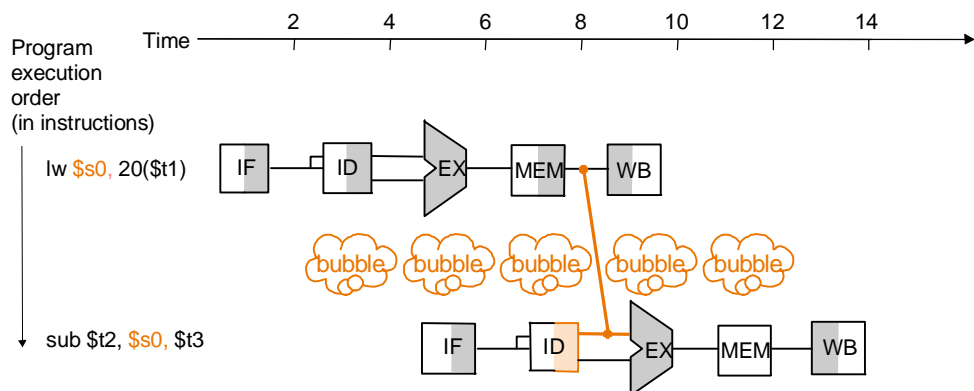 2 4 6 8 10 12 14
Time
Program
execution
order
(in instructions)
lw $s0, 20($t1)
IF ID EX MEM WB
bubble bubble bubble bubble bubble
sub $t2, $s0, $t3
IF ID EX MEM WB